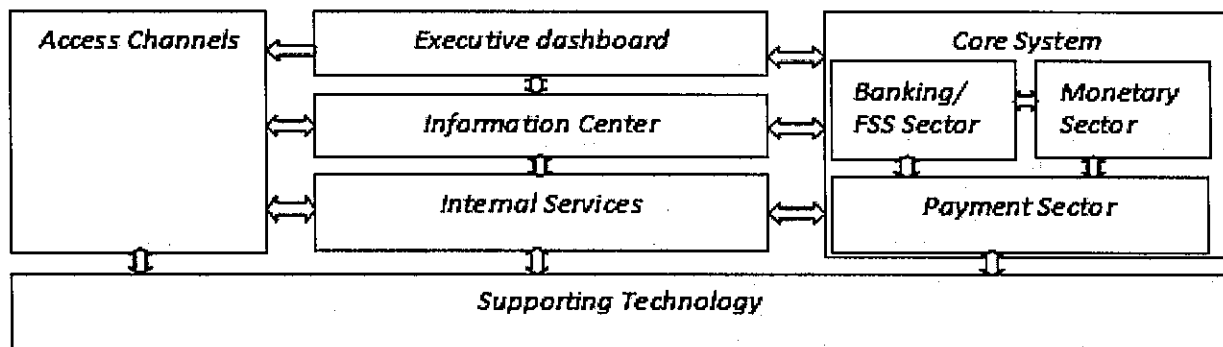 Access Channels
Executive dashboard
Core System
Banking/
FSS Sector
Monetary
Sector
Information Center
Internal Services
Payment Sector
Supporting Technology